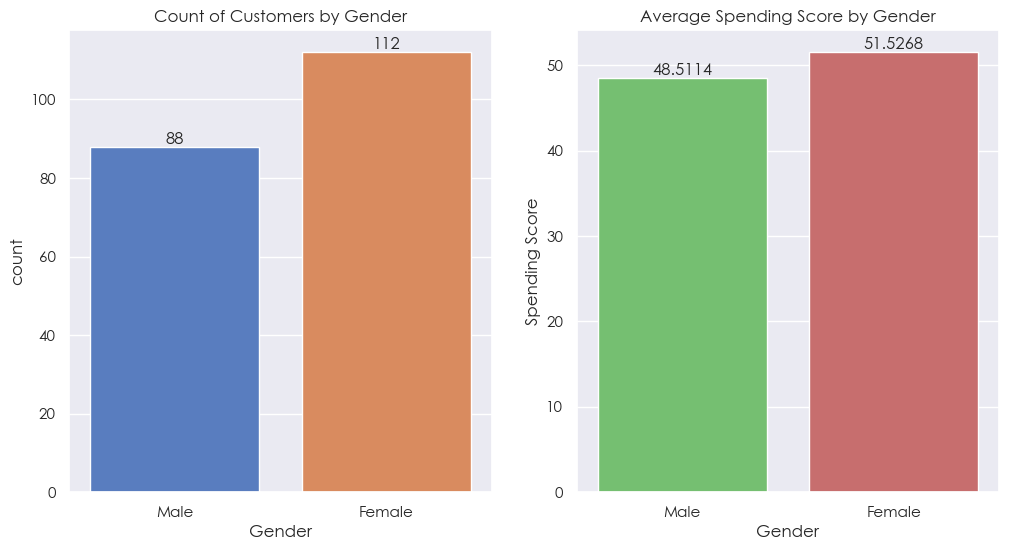 Count of Customers by Gender
112
88
100
80
60
40
20
0
count
Male
Female
Gender
Average Spending Score by Gender
51.5268
48.5114
50
40
30
20
10
0
Spending Score
Male
Female
Gender